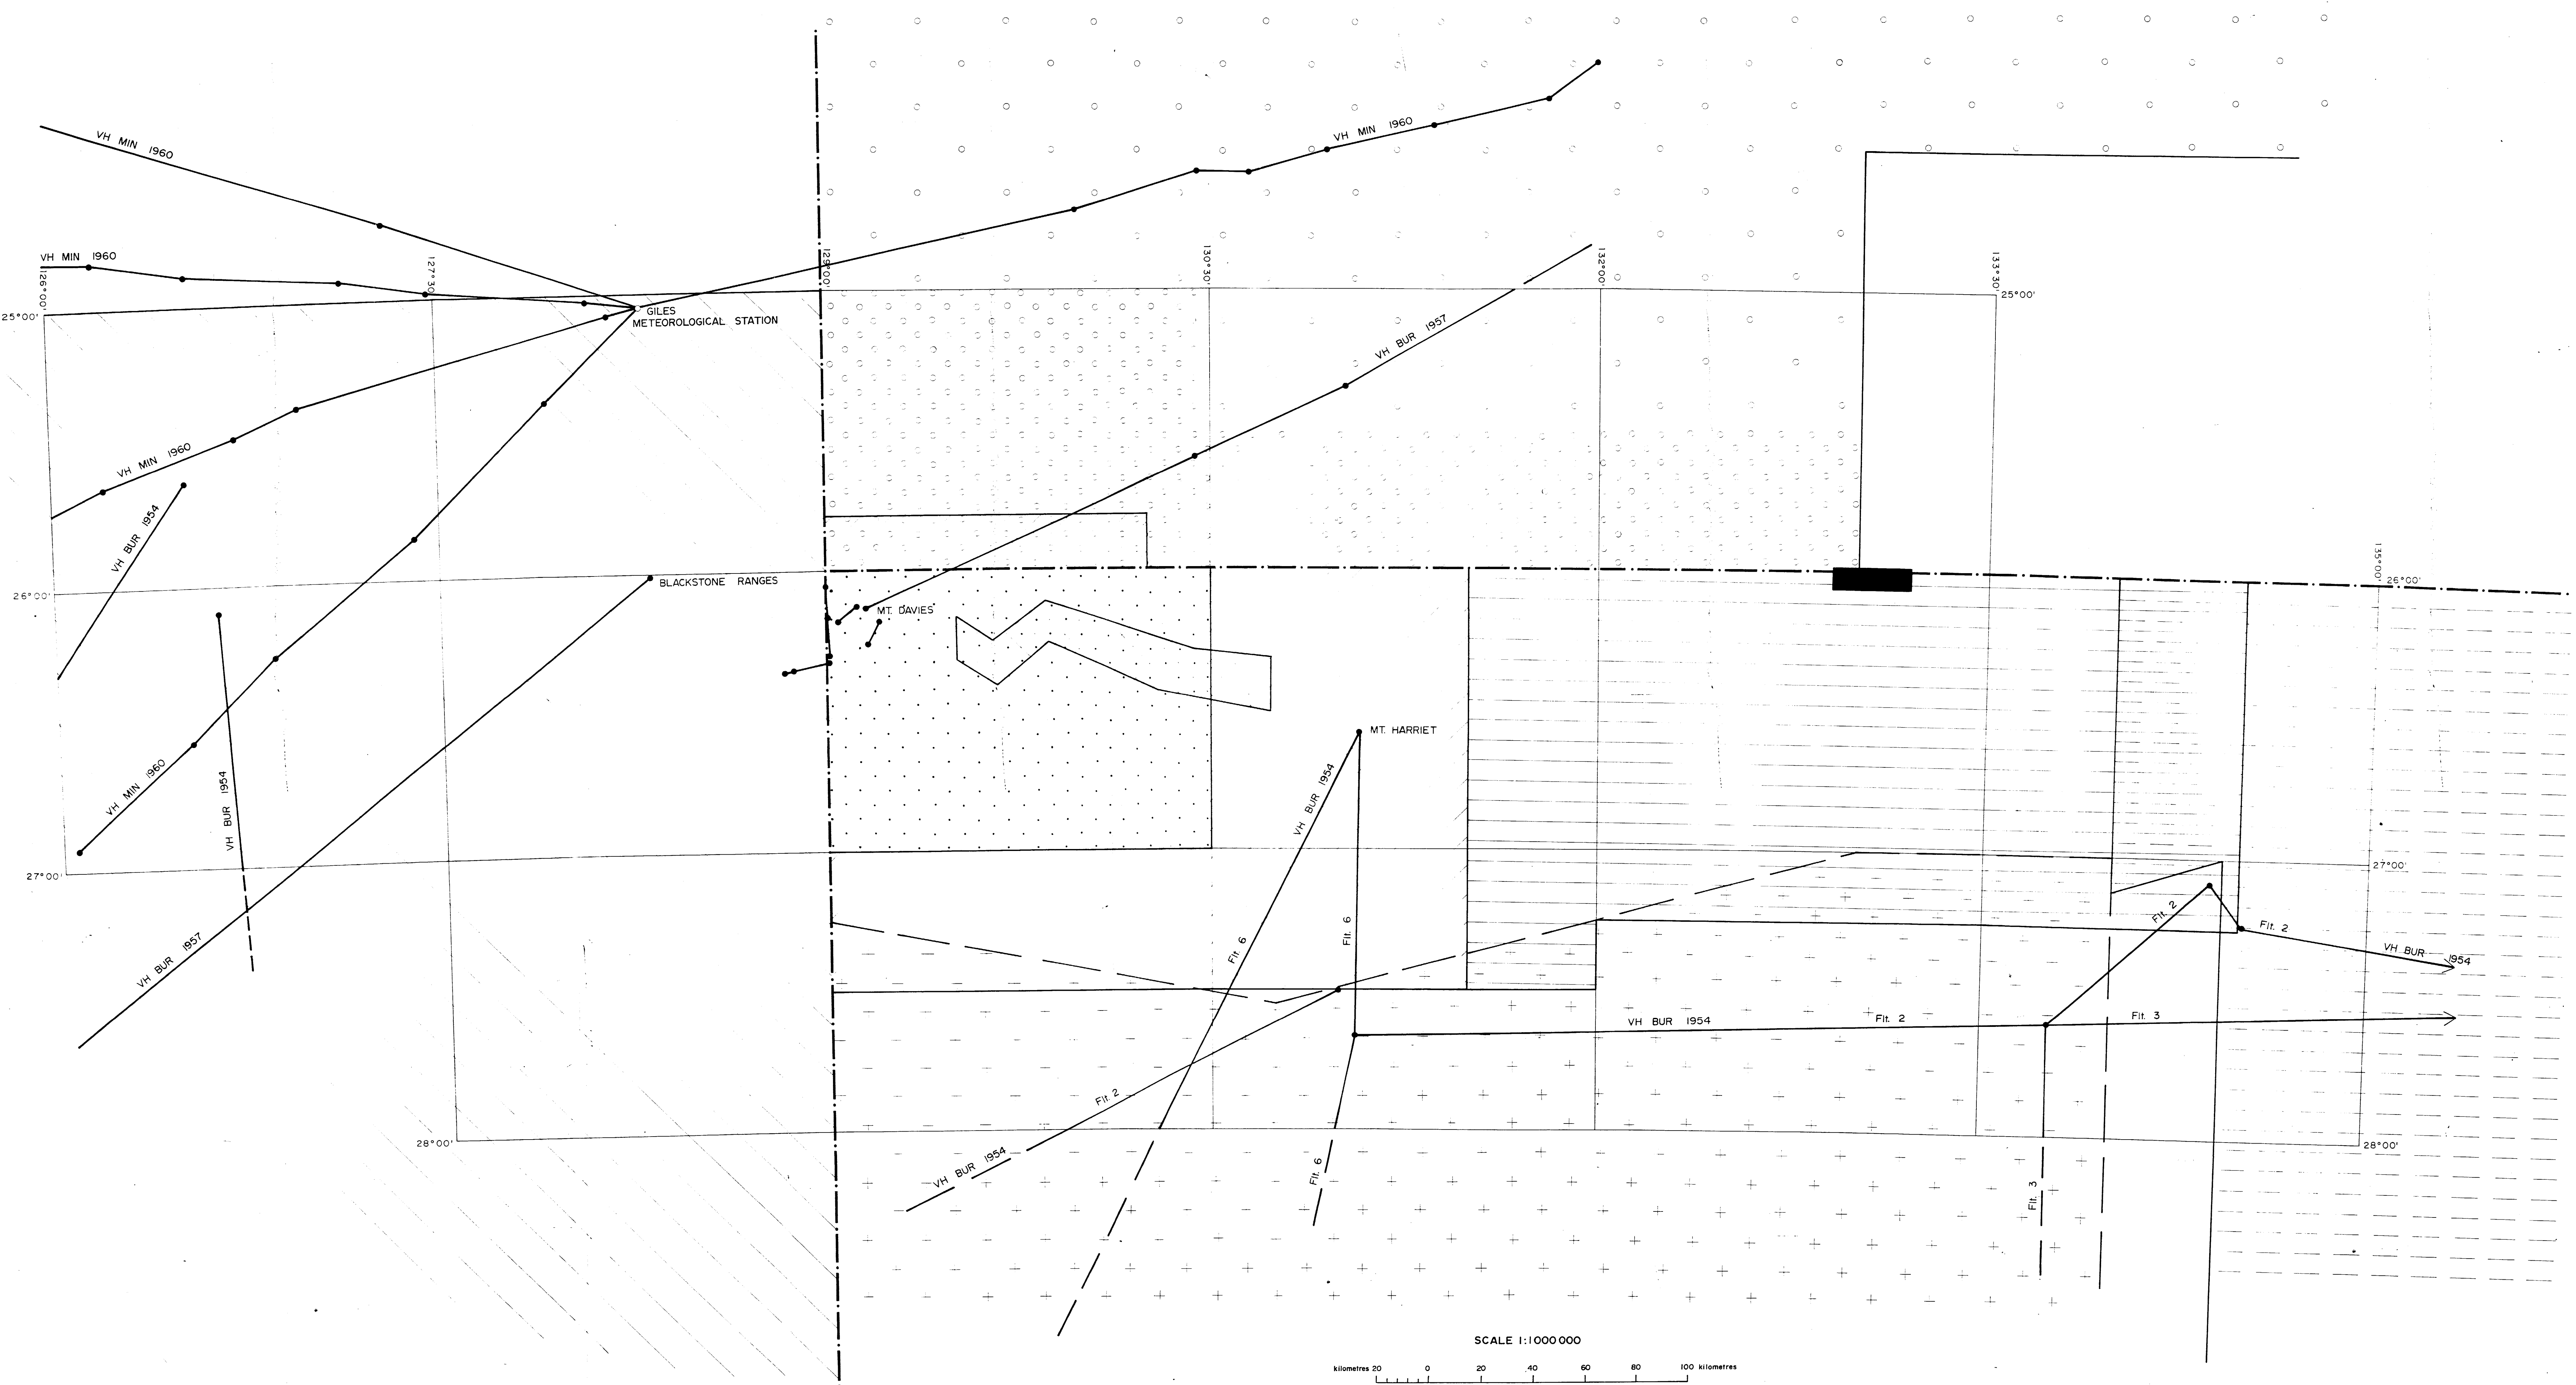 VH MIN 1960
VH MIN 1960
VH MIN 1960
126°00'
127°30'
129°00'
130°30'
132°00'
133°30'
25°00'
25°00'
GILES
METEOROLOGICAL STATION
VH BUR 1957
VH MIN 1960
VH BUR 1954
135°00'
26°00'
26°00'
BLACKSTONE RANGES
MT. DAVIES
MT. HARRIET
VH MIN 1960
VH BUR 1954
VH BUR 1954
27°00'
27°00'
VH BUR 1957
Flt. 6
Flt. 6
Flt. 2
Flt. 2
VH BUR 1954
VH BUR 1954
Flt. 2
Flt. 3
Flt. 2
28°00'
28°00'
VH BUR 1954
Flt. 6
Flt. 3
SCALE 1:1000000
kilometres 20 0 20 40 60 80 100 kilometres